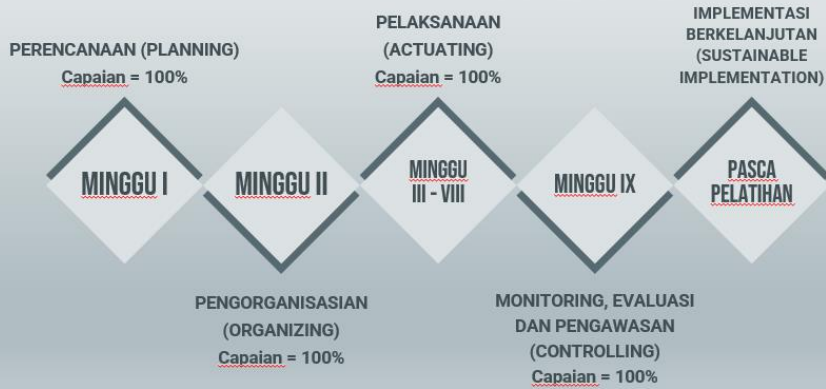 PERENCANAAN (PLANNING)
Capaian = 100%
MINGGU I
PENGORGANISASIAN
(ORGANIZING)
Capaian = 100%
MINGGU II
PELAKSANAAN
(ACTUATING)
Capaian = 100%
MINGGU
III - VIII
MONITORING, EVALUASI
DAN PENGAWASAN
(CONTROLLING)
Capaian = 100%
MINGGU IX
IMPLEMENTASI
BERKELANJUTAN
(SUSTAINABLE
IMPLEMENTATION)
PASCA
PELATIHAN